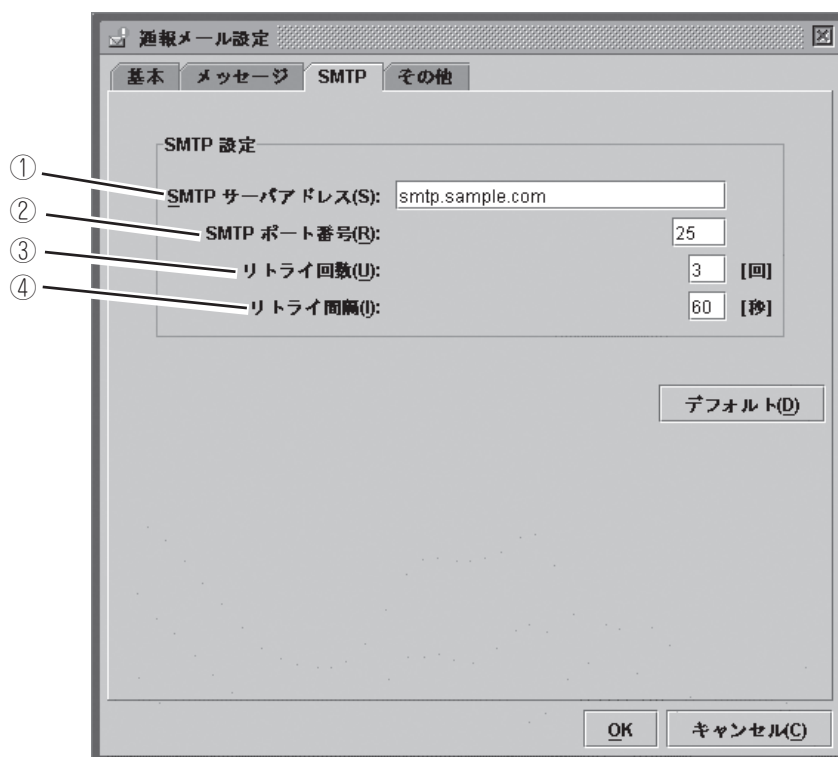 通報メール設定
基本 メッセージ SMTP その他
SMTP 設定
① SMTP サーバアドレス(S): smtp.sample.com
② SMTP ポート番号(R): 25
③ リトライ回数(U): 3 [回]
④ リトライ間隔(I): 60 [秒]
デフォルト(D)
OK キャンセル(C)